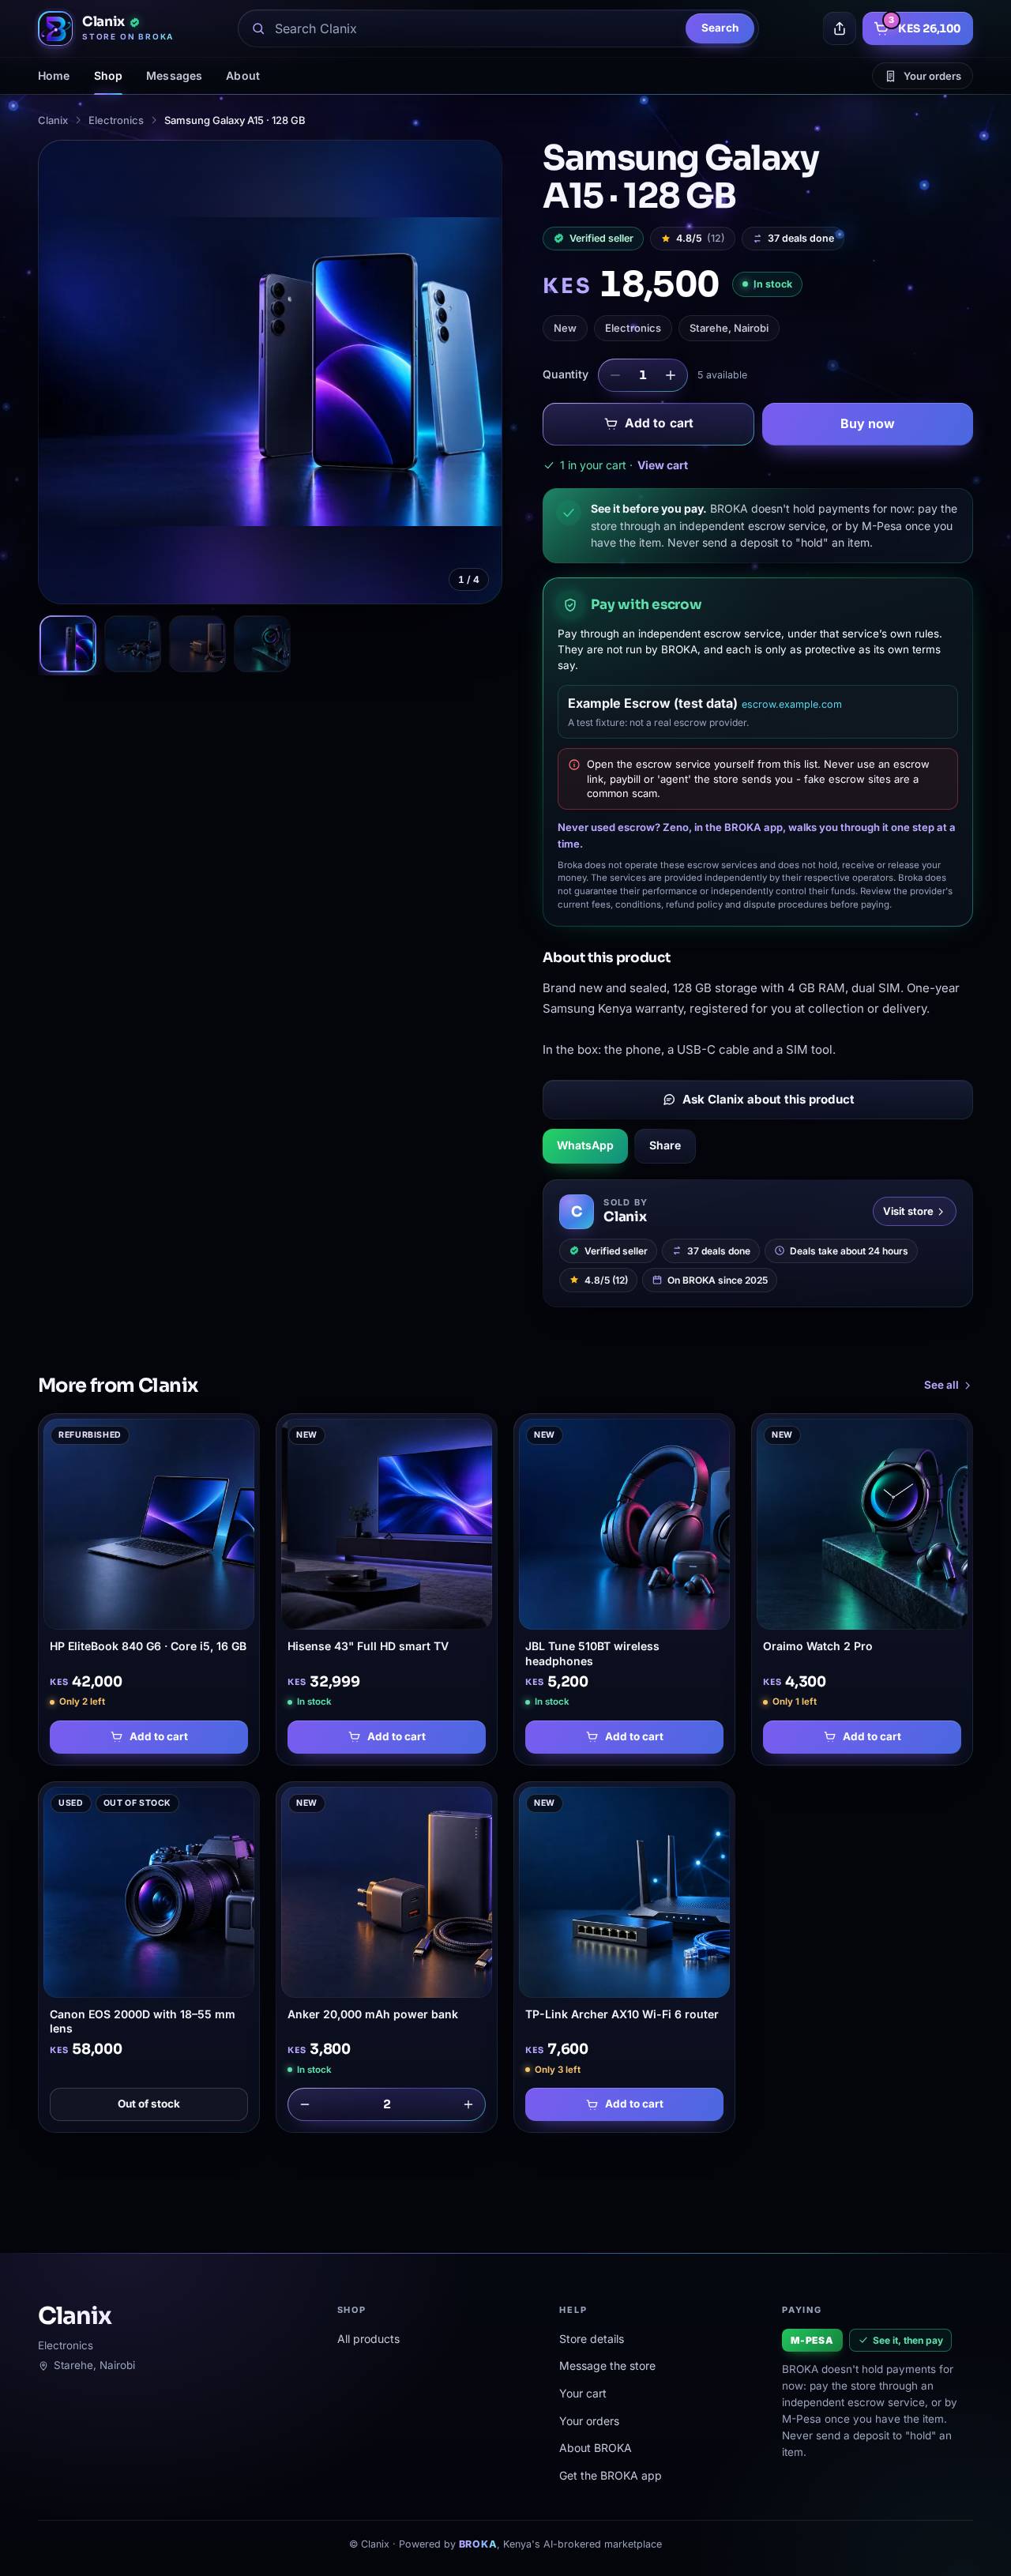 Clanix
STORE ON BROKA
Search Clanix
Search
3
KES 26,100
Home
Shop
Messages
About
Your orders
Clanix
Electronics
Samsung Galaxy A15 · 128 GB
1 / 4
Samsung Galaxy
A15 · 128 GB
Verified seller
4.8/5 (12)
37 deals done
KES 18,500
In stock
New
Electronics
Starehe, Nairobi
Quantity
1
5 available
Add to cart
Buy now
1 in your cart · View cart
See it before you pay. BROKA doesn't hold payments for now: pay the
store through an independent escrow service, or by M-Pesa once you
have the item. Never send a deposit to "hold" an item.
Pay with escrow
Pay through an independent escrow service, under that service's own rules.
They are not run by BROKA, and each is only as protective as its own terms
say.
Example Escrow (test data) escrow.example.com
A test fixture: not a real escrow provider.
Open the escrow service yourself from this list. Never use an escrow
link, paybill or 'agent' the store sends you - fake escrow sites are a
common scam.
Never used escrow? Zeno, in the BROKA app, walks you through it one step at a
time.
Broka does not operate these escrow services and does not hold, receive or release your
money. The services are provided independently by their respective operators. Broka does
not guarantee their performance or independently control their funds. Review the provider's
current fees, conditions, refund policy and dispute procedures before paying.
About this product
Brand new and sealed, 128 GB storage with 4 GB RAM, dual SIM. One-year
Samsung Kenya warranty, registered for you at collection or delivery.
In the box: the phone, a USB-C cable and a SIM tool.
Ask Clanix about this product
WhatsApp
Share
C
SOLD BY
Clanix
Visit store
Verified seller
37 deals done
Deals take about 24 hours
4.8/5 (12)
On BROKA since 2025
More from Clanix
See all
REFURBISHED
HP EliteBook 840 G6 · Core i5, 16 GB
KES 42,000
Only 2 left
Add to cart
NEW
Hisense 43" Full HD smart TV
KES 32,999
In stock
Add to cart
NEW
JBL Tune 510BT wireless
headphones
KES 5,200
In stock
Add to cart
NEW
Oraimo Watch 2 Pro
KES 4,300
Only 1 left
Add to cart
USED
OUT OF STOCK
Canon EOS 2000D with 18–55 mm
lens
KES 58,000
Out of stock
NEW
Anker 20,000 mAh power bank
KES 3,800
In stock
2
NEW
TP-Link Archer AX10 Wi-Fi 6 router
KES 7,600
Only 3 left
Add to cart
Clanix
Electronics
Starehe, Nairobi
SHOP
All products
HELP
Store details
Message the store
Your cart
Your orders
About BROKA
Get the BROKA app
PAYING
M-PESA
See it, then pay
BROKA doesn't hold payments for
now: pay the store through an
independent escrow service, or by
M-Pesa once you have the item.
Never send a deposit to "hold" an
item.
© Clanix · Powered by BROKA, Kenya's AI-brokered marketplace